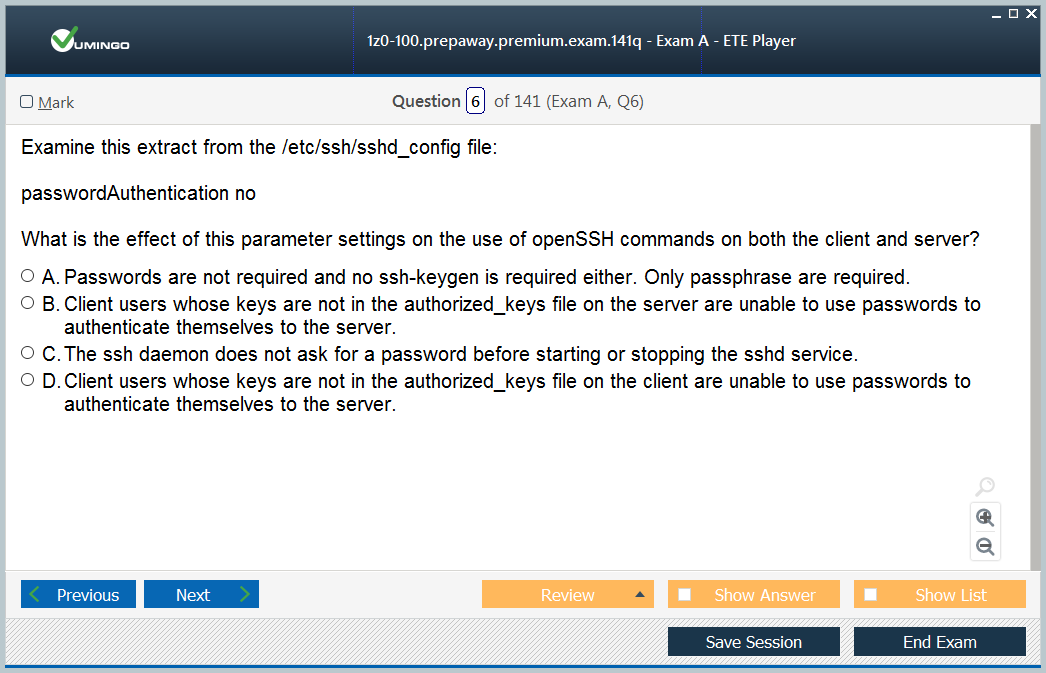 VUMINGO
1z0-100.prepaway.premium.exam.141q - Exam A - ETE Player
Mark
Question 6 of 141 (Exam A, Q6)
Examine this extract from the /etc/ssh/sshd_config file:
passwordAuthentication no
What is the effect of this parameter settings on the use of openSSH commands on both the client and server?
A. Passwords are not required and no ssh-keygen is required either. Only passphrase are required.
B. Client users whose keys are not in the authorized_keys file on the server are unable to use passwords to
authenticate themselves to the server.
C. The ssh daemon does not ask for a password before starting or stopping the sshd service.
D. Client users whose keys are not in the authorized_keys file on the client are unable to use passwords to
authenticate themselves to the server.
Previous
Next
Review
Show Answer
Show List
Save Session
End Exam